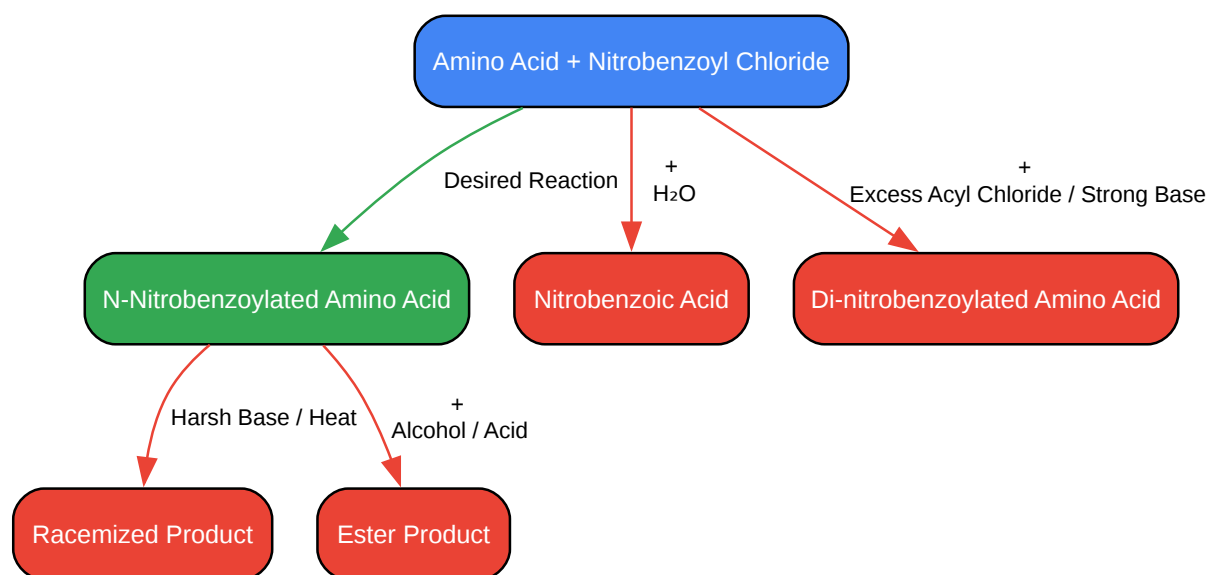 Amino Acid + Nitrobenzoyl Chloride
Desired Reaction
+
H₂O
+
Excess Acyl Chloride / Strong Base
N-Nitrobenzoylated Amino Acid
Nitrobenzoic Acid
Di-nitrobenzoylated Amino Acid
Harsh Base / Heat
+
Alcohol / Acid
Racemized Product
Ester Product